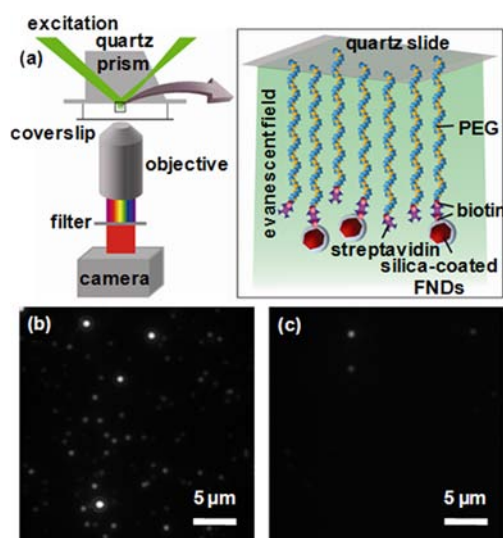 excitation
quartz
prism
(a)
coverslip
objective
filter
camera
quartz slide
evanescent field
PEG
biotin
streptavidin
silica-coated
FNDs
(b)
5 µm
(c)
5 µm